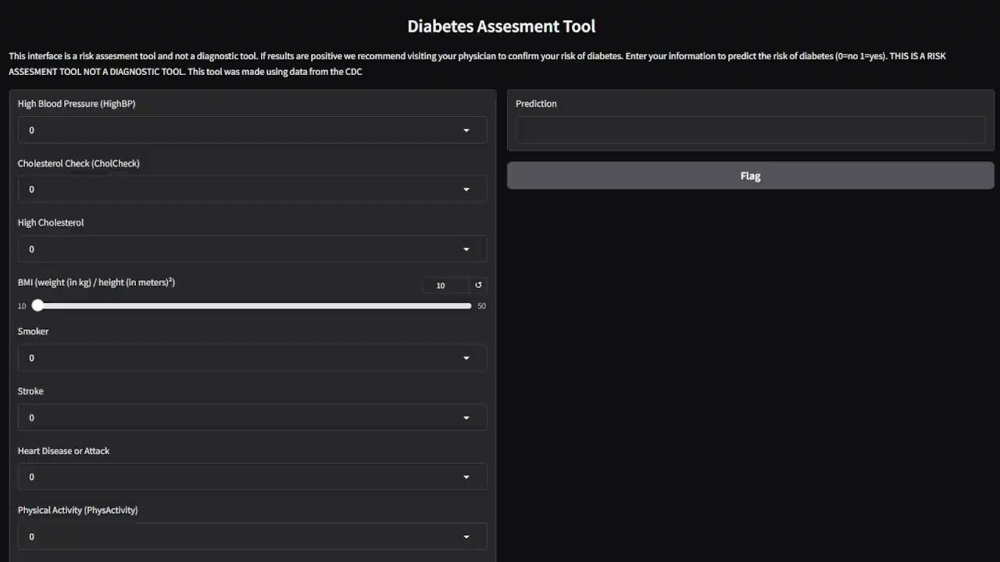 Diabetes Assesment Tool
This interface is a risk assesment tool and not a diagnostic tool. If results are positive we recommend visiting your physician to confirm your risk of diabetes. Enter your information to predict the risk of diabetes (0=no 1=yes). THIS IS A RISK
ASSESMENT TOOL NOT A DIAGNOSTIC TOOL. This tool was made using data from the CDC
High Blood Pressure (HighBP)
0
Cholesterol Check (CholCheck)
0
High Cholesterol
0
BMI (weight (in kg) / height (in meters)²)
10
10
50
Smoker
0
Stroke
0
Heart Disease or Attack
0
Physical Activity (PhysActivity)
0
Prediction
Flag